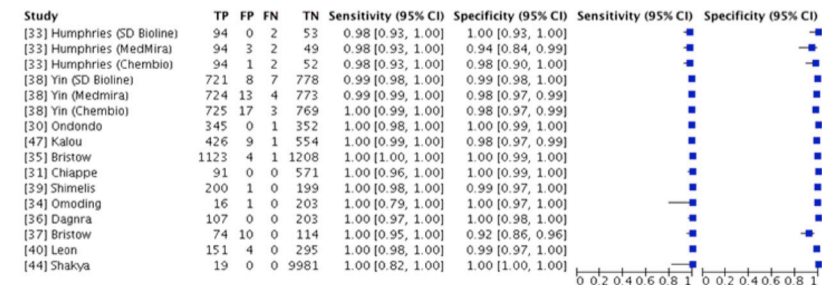 Study TP FP FN TN Sensitivity (95% CI) Specificity (95% CI) Sensitivity (95% CI) Specificity (95% CI)
[33] Humphries (SD Bioline) 94 0 2 53 0.98 [0.93, 1.00] 1.00 [0.93, 1.00]
[33] Humphries (MedMira) 94 3 2 49 0.98 [0.93, 1.00] 0.94 [0.84, 0.99]
[33] Humphries (Chembio) 94 1 2 52 0.98 [0.93, 1.00] 0.98 [0.90, 1.00]
[38] Yin (SD Bioline) 721 8 7 778 0.99 [0.98, 1.00] 0.99 [0.98, 1.00]
[38] Yin (Medmira) 724 13 4 773 0.99 [0.99, 1.00] 0.98 [0.97, 0.99]
[38] Yin (Chembio) 725 17 3 769 1.00 [0.99, 1.00] 0.98 [0.97, 0.99]
[30] Ondondo 345 0 1 352 1.00 [0.98, 1.00] 1.00 [0.99, 1.00]
[47] Kalou 426 9 1 554 1.00 [0.99, 1.00] 0.98 [0.97, 0.99]
[35] Bristow 1123 4 1 1208 1.00 [1.00, 1.00] 1.00 [0.99, 1.00]
[31] Chiappe 91 0 0 571 1.00 [0.96, 1.00] 1.00 [0.99, 1.00]
[39] Shimelis 200 1 0 199 1.00 [0.98, 1.00] 0.99 [0.97, 1.00]
[34] Omoding 16 1 0 203 1.00 [0.79, 1.00] 1.00 [0.97, 1.00]
[36] Dagnra 107 0 0 203 1.00 [0.97, 1.00] 1.00 [0.98, 1.00]
[37] Bristow 74 10 0 114 1.00 [0.95, 1.00] 0.92 [0.86, 0.96]
[40] Leon 151 4 0 295 1.00 [0.98, 1.00] 0.99 [0.97, 1.00]
[44] Shakya 19 0 0 9981 1.00 [0.82, 1.00] 1.00 [1.00, 1.00]
0 0.2 0.4 0.6 0.8 1 0 0.2 0.4 0.6 0.8 1